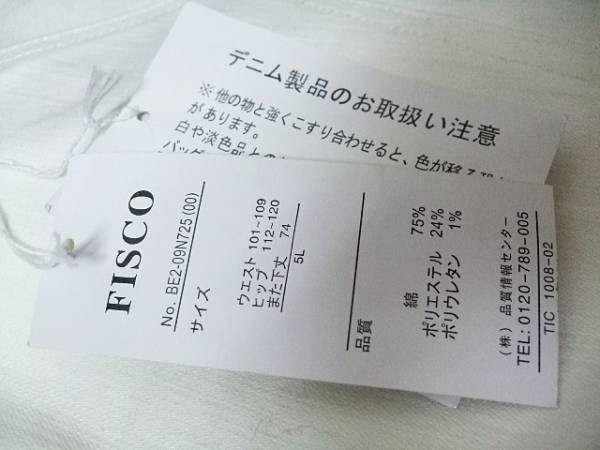 デニム製品のお取扱い注意
※他の物と強くこすり合わせると、色が移る
があります。
白や淡色
バッグ
FISCO
No. BE2-09N725(00)
サイズ
ウエスト 101~109
ヒップ 112~120
また下丈 74
5L
品質
綿 75%
ポリエステル 24%
ポリウレタン 1%
(株) 品質情報センター
TEL: 0120-789-005
TIC 1008-02